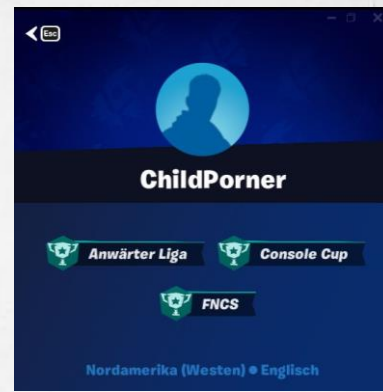 Esc
ChildPorner
Anwärter Liga
Console Cup
FNCS
Nordamerika (Westen) • Englisch